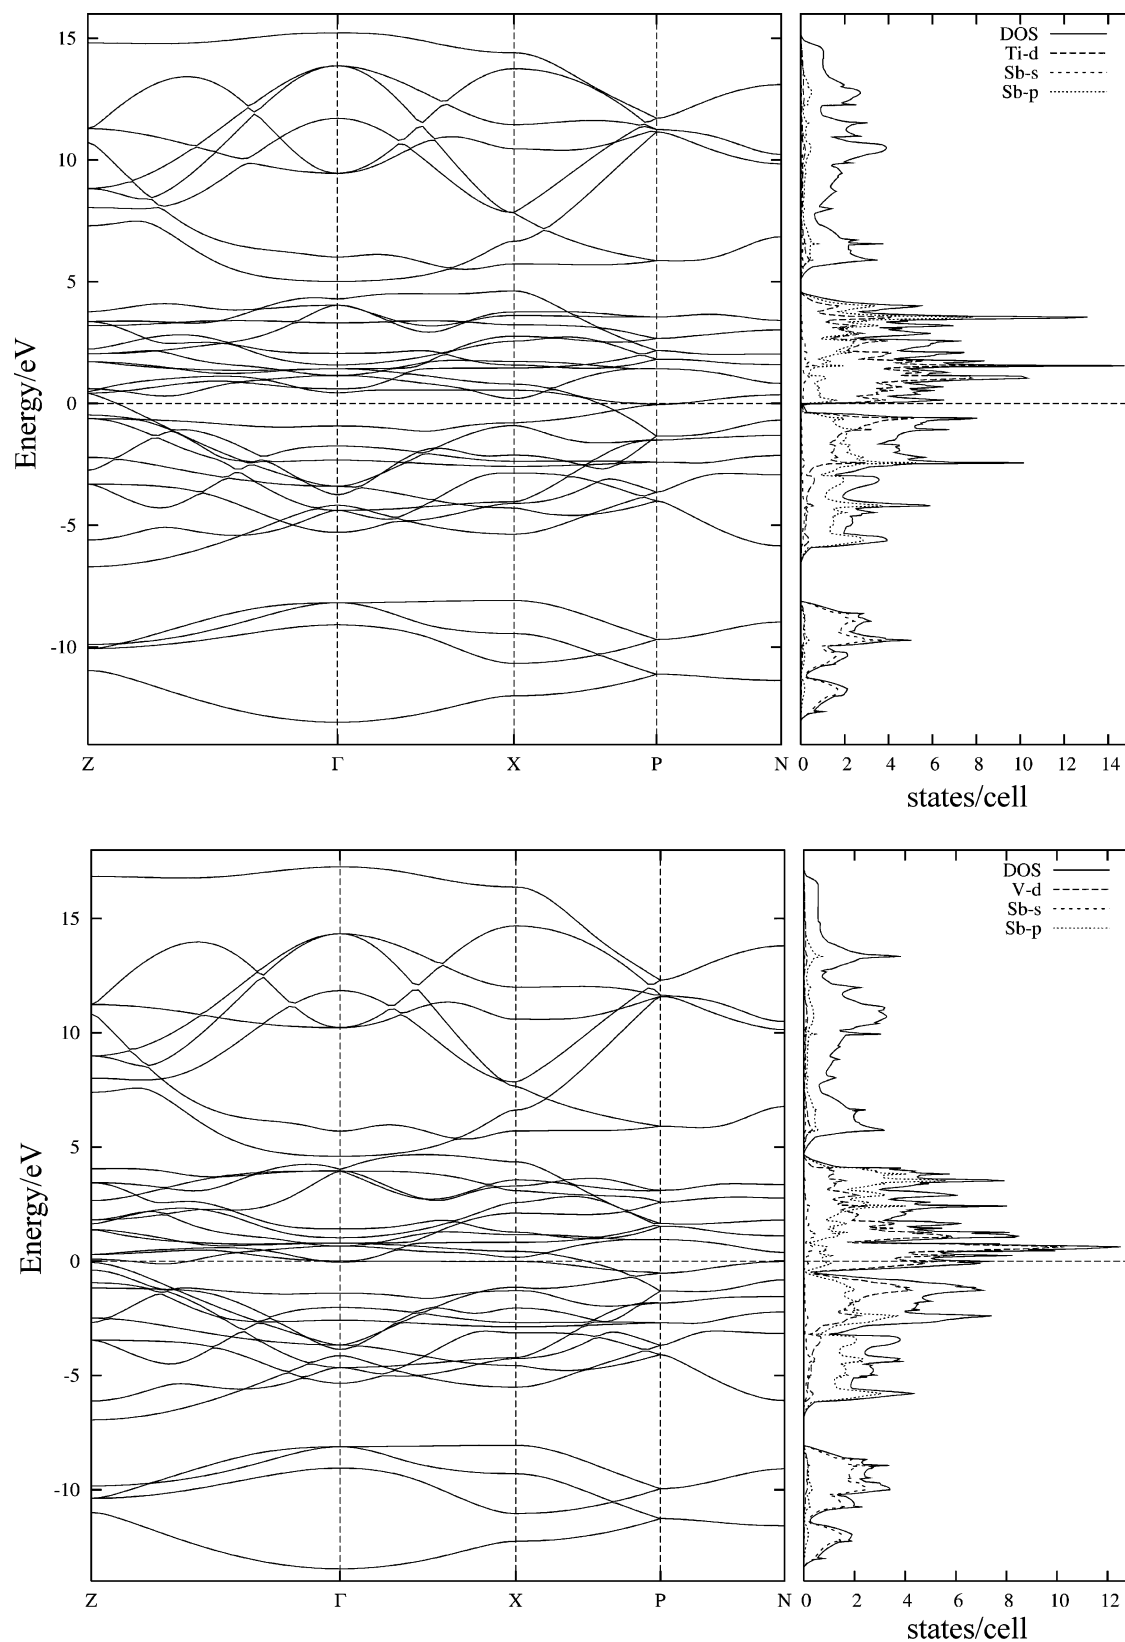 15
10
5
0
-5
-10
Energy/eV
Z Γ X P N
DOS
Ti-d
Sb-s
Sb-p
0 2 4 6 8 10 12 14
states/cell
15
10
5
0
-5
-10
Energy/eV
Z Γ X P N
DOS
V-d
Sb-s
Sb-p
0 2 4 6 8 10 12
states/cell